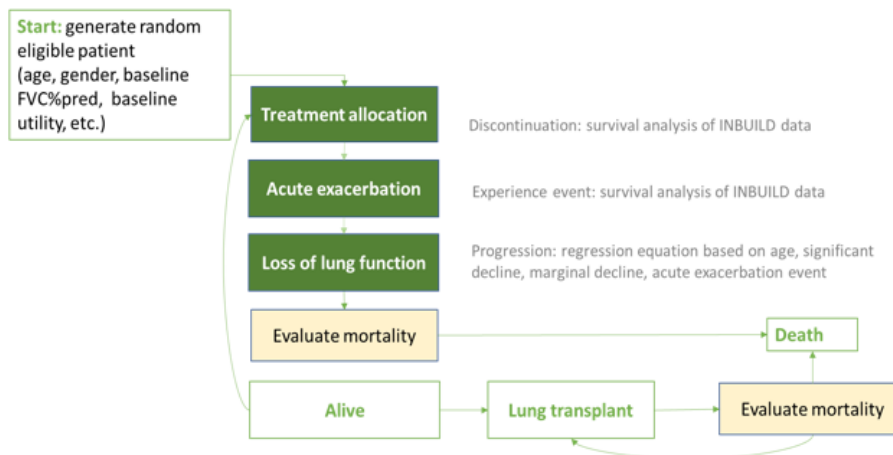 Start: generate random
eligible patient
(age, gender, baseline
FVC%pred, baseline
utility, etc.)
Treatment allocation
Discontinuation: survival analysis of INBUILD data
Acute exacerbation
Experience event: survival analysis of INBUILD data
Loss of lung function
Progression: regression equation based on age, significant
decline, marginal decline, acute exacerbation event
Evaluate mortality
Death
Alive
Lung transplant
Evaluate mortality